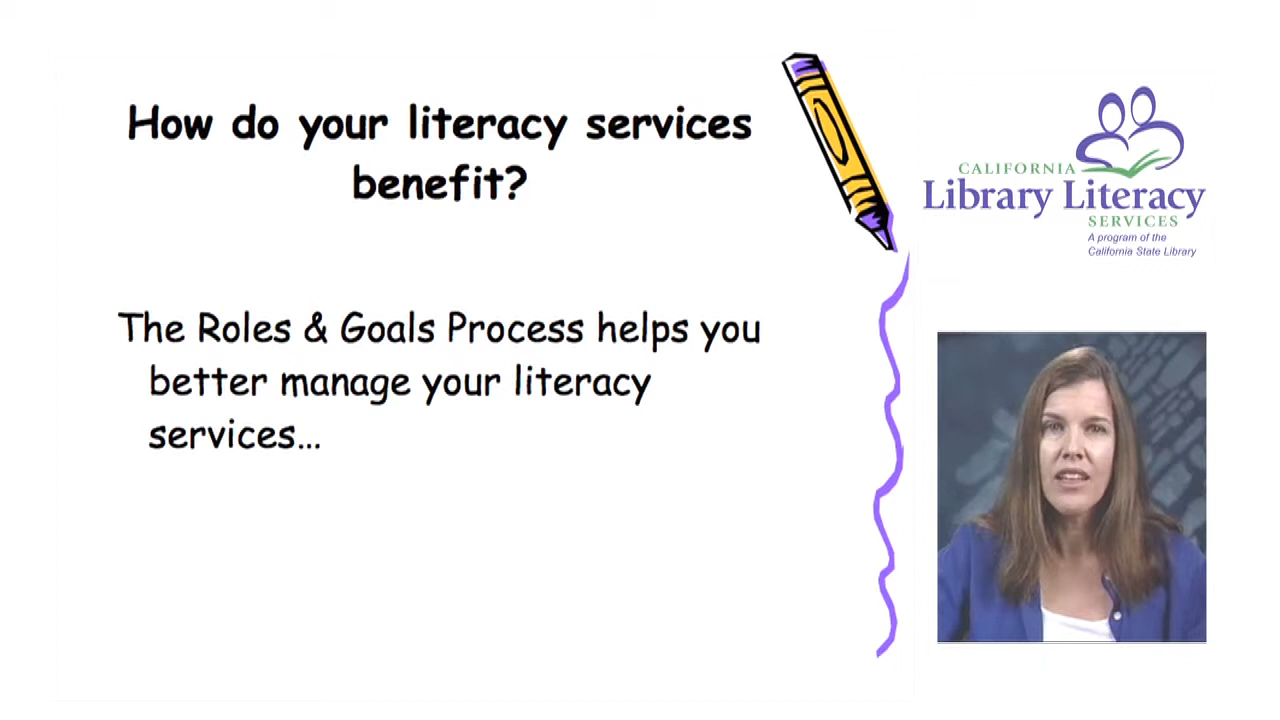 How do your literacy services
benefit?
The Roles & Goals Process helps you
better manage your literacy
services...
CALIFORNIA
Library Literacy
SERVICES
A program of the
California State Library